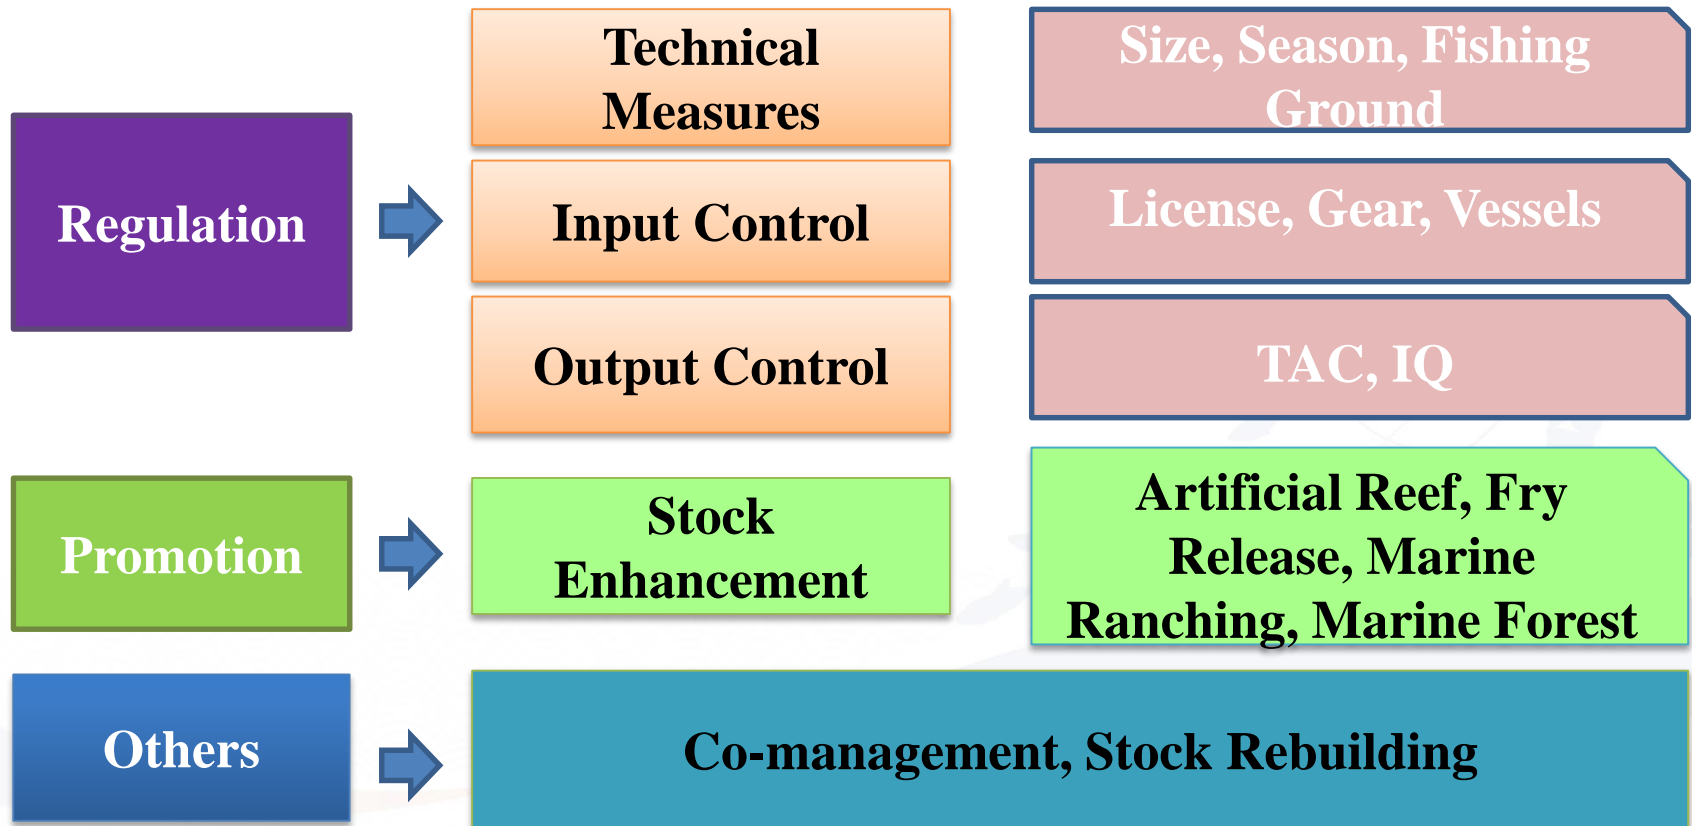 Regulation
Technical
Measures
Size, Season, Fishing
Ground
Input Control
License, Gear, Vessels
Output Control
TAC, IQ
Promotion
Stock
Enhancement
Artificial Reef, Fry
Release, Marine
Ranching, Marine Forest
Others
Co-management, Stock Rebuilding